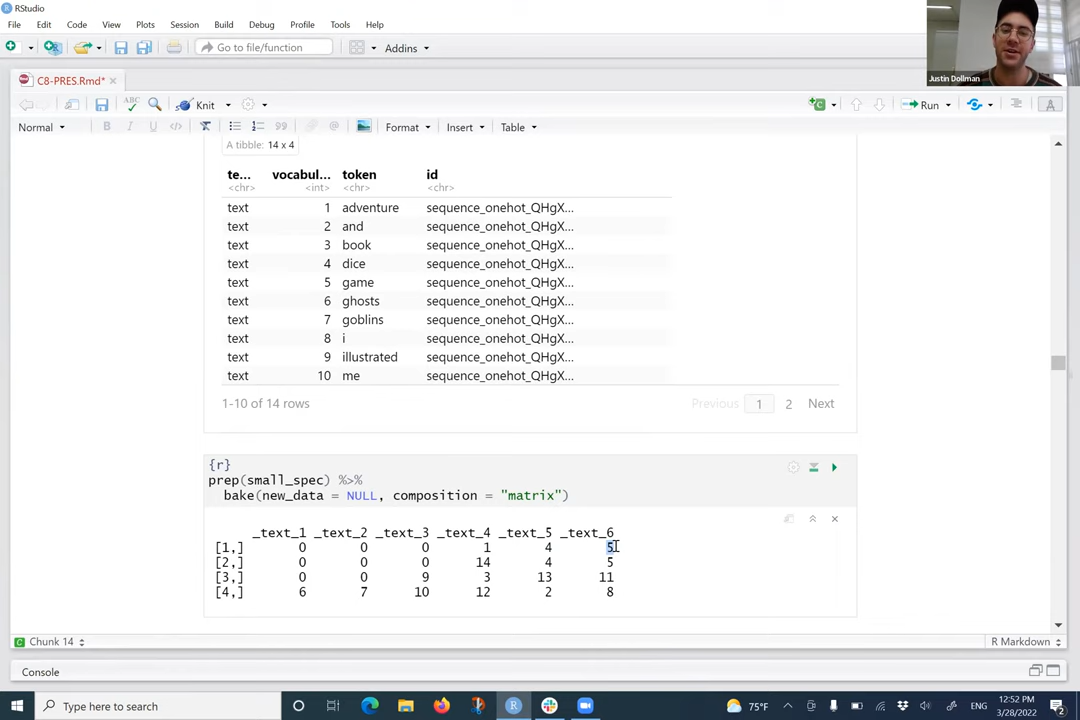 RStudio
File Edit Code View Plots Session Build Debug Profile Tools Help
Go to file/function Addins
Justin Dollman
C8-PRES.Rmd*
ABC Knit Run
Normal B I U Format Insert Table
A tibble: 14 x 4
te... vocabul... token id
<chr> <int> <chr> <chr>
text 1 adventure sequence_onehot_QHgX...
text 2 and sequence_onehot_QHgX...
text 3 book sequence_onehot_QHgX...
text 4 dice sequence_onehot_QHgX...
text 5 game sequence_onehot_QHgX...
text 6 ghosts sequence_onehot_QHgX...
text 7 goblins sequence_onehot_QHgX...
text 8 i sequence_onehot_QHgX...
text 9 illustrated sequence_onehot_QHgX...
text 10 me sequence_onehot_QHgX...
1-10 of 14 rows Previous 1 2 Next
{r}
prep(small_spec) %>%
bake(new_data = NULL, composition = "matrix")
_text_1 _text_2 _text_3 _text_4 _text_5 _text_6
[1,] 0 0 0 1 4 5
[2,] 0 0 0 14 4 5
[3,] 0 0 9 3 13 11
[4,] 6 7 10 12 2 8
Chunk 14 R Markdown
Console
Type here to search 75°F ENG 12:52 PM
3/28/2022 2